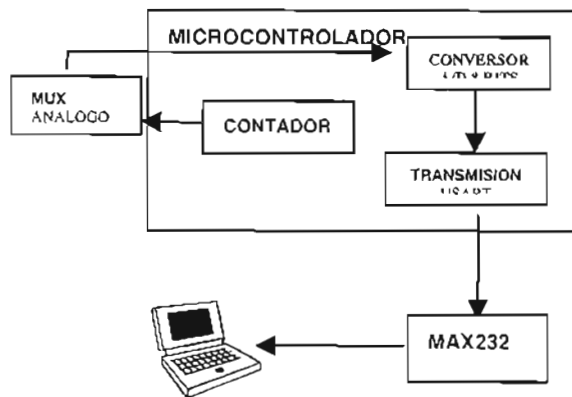 MICROCONTROLADOR
CONVERSOR
MUX
ANALOGO
CONTADOR
TRANSMISION
MAX232